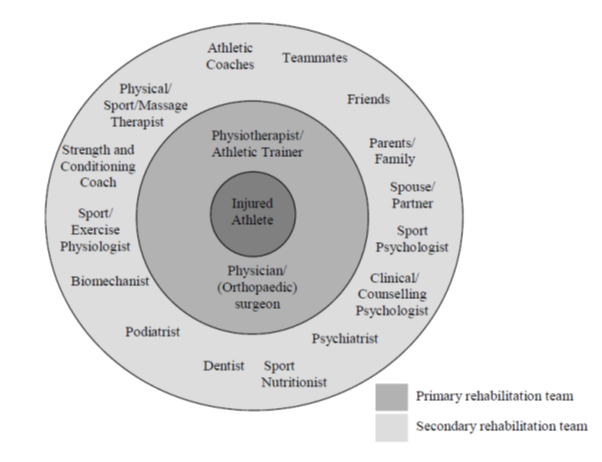 Athletic
Coaches
Teammates
Physical/
Sport/Massage
Therapist
Friends
Physiotherapist/
Athletic Trainer
Strength and
Conditioning
Coach
Parents/
Family
Injured
Athlete
Spouse/
Partner
Sport/
Exercise
Physiologist
Sport
Psychologist
Physician/
(Orthopaedic)
surgeon
Biomechanist
Clinical/
Counselling
Psychologist
Podiatrist
Psychiatrist
Dentist
Sport
Nutritionist
Primary rehabilitation team
Secondary rehabilitation team